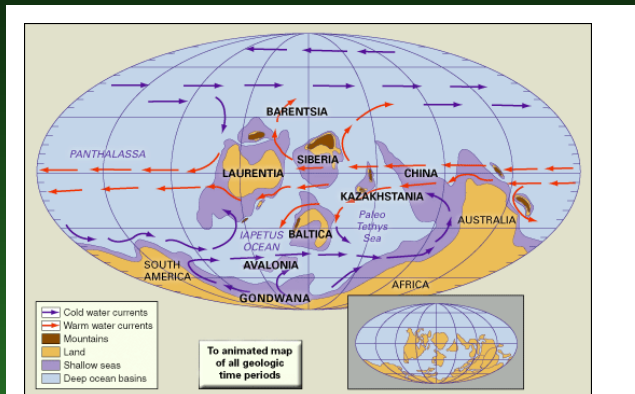 BARENTSIA
PANTHALASSA
SIBERIA
LAURENTIA
CHINA
KAZAKHSTANIA
Paleo
Tethys
Sea
AUSTRALIA
IAPETUS
OCEAN
BALTICA
AVALONIA
SOUTH
AMERICA
AFRICA
GONDWANA
Cold water currents
Warm water currents
Mountains
Land
Shallow seas
Deep ocean basins
To animated map
of all geologic
time periods